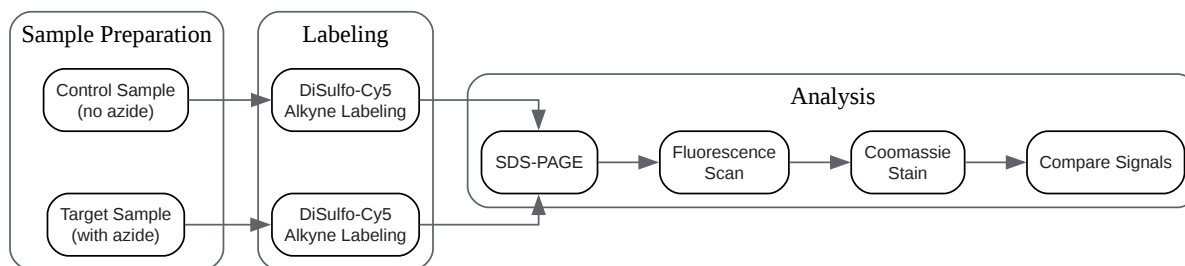 Sample Preparation
Control Sample
(no azide)
Target Sample
(with azide)
Labeling
DiSulfo-Cy5
Alkyne Labeling
DiSulfo-Cy5
Alkyne Labeling
Analysis
SDS-PAGE
Fluorescence
Scan
Coomassie
Stain
Compare Signals